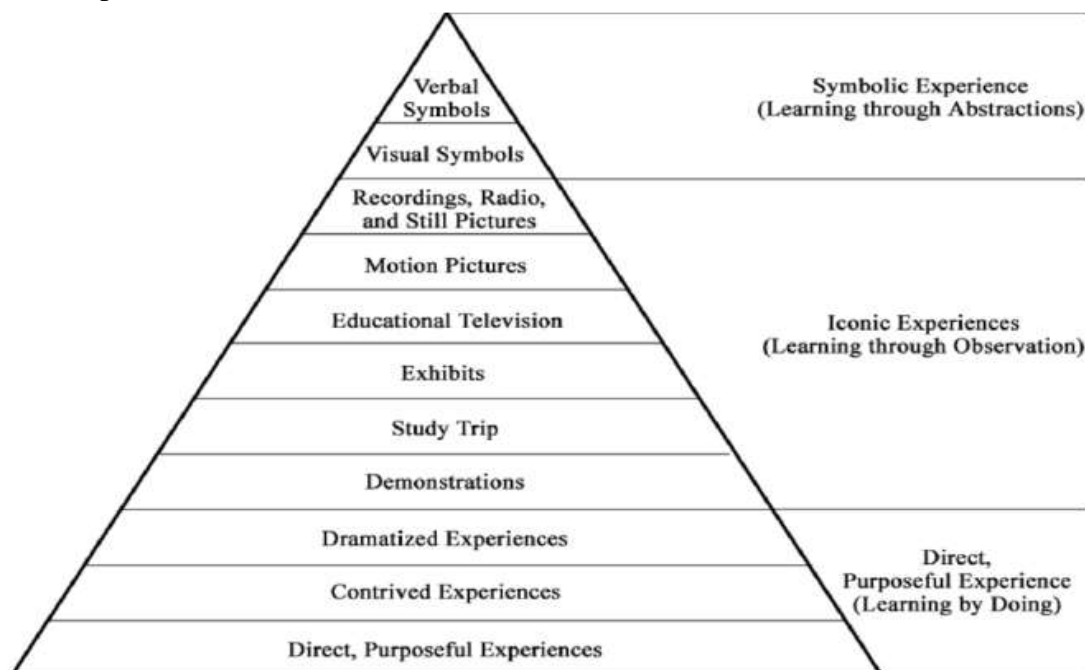 Verbal
Symbols
Visual Symbols
Recordings, Radio,
and Still Pictures
Motion Pictures
Educational Television
Exhibits
Study Trip
Demonstrations
Dramatized Experiences
Contrived Experiences
Direct, Purposeful Experiences
Symbolic Experience
(Learning through Abstractions)
Iconic Experiences
(Learning through Observation)
Direct,
Purposeful Experience
(Learning by Doing)